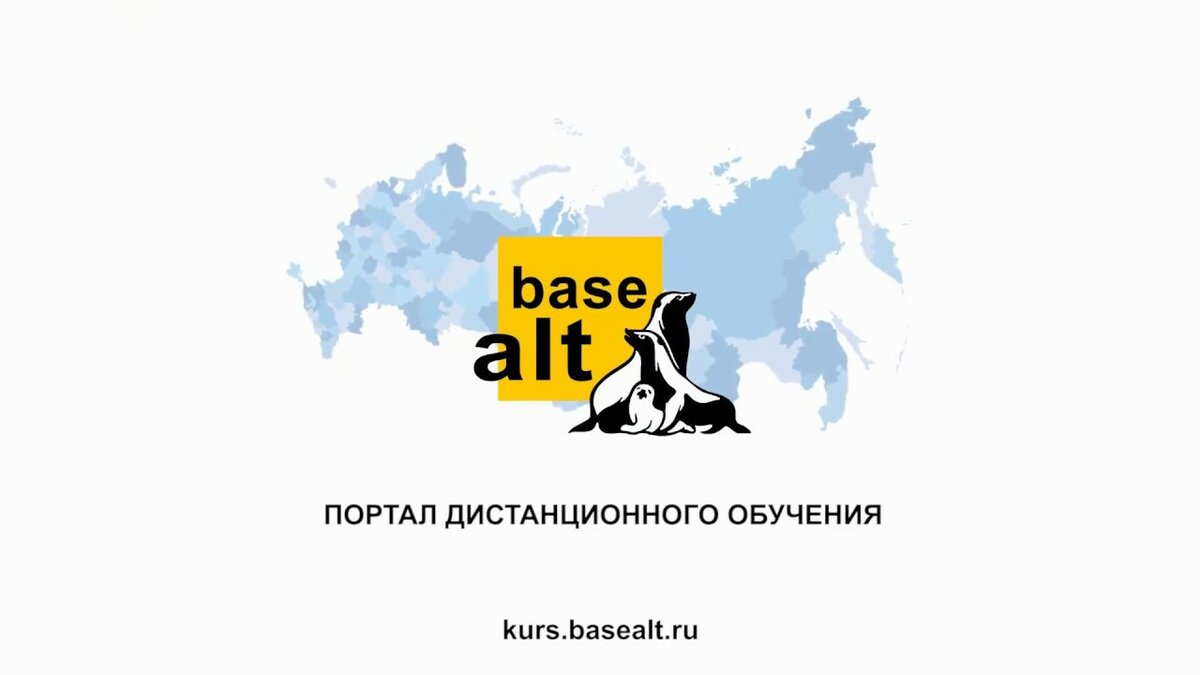 base
alt
ПОРТАЛ ДИСТАНЦИОННОГО ОБУЧЕНИЯ
kurs.basealt.ru